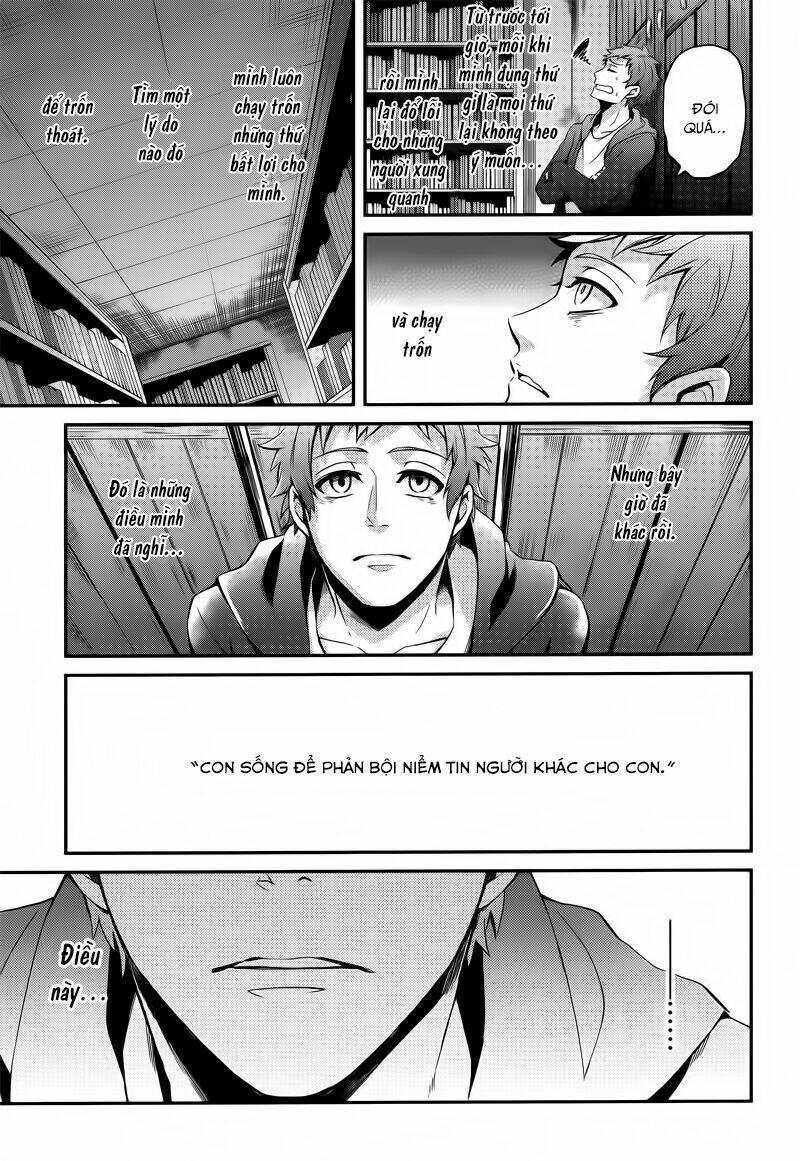 ĐÓI
QUÁ...
Từ trước tới
giờ, mỗi khi
mình đụng thứ
gì là mọi thứ
lại không theo
ý muốn...
rồi mình
lại đổ lỗi
cho những
người xung
quanh
và chạy
trốn
mình luôn
chạy trốn
những thứ
bất lợi cho
mình.
Tìm một
lý do
nào đó
để trốn
thoát.
Nhưng bây
giờ đã
khác rồi.
Đó là những
điều mình
đã nghĩ...
"CON SỐNG ĐỂ PHẢN BỘI NIỀM TIN NGƯỜI KHÁC CHO CON."
........
Điều
này...